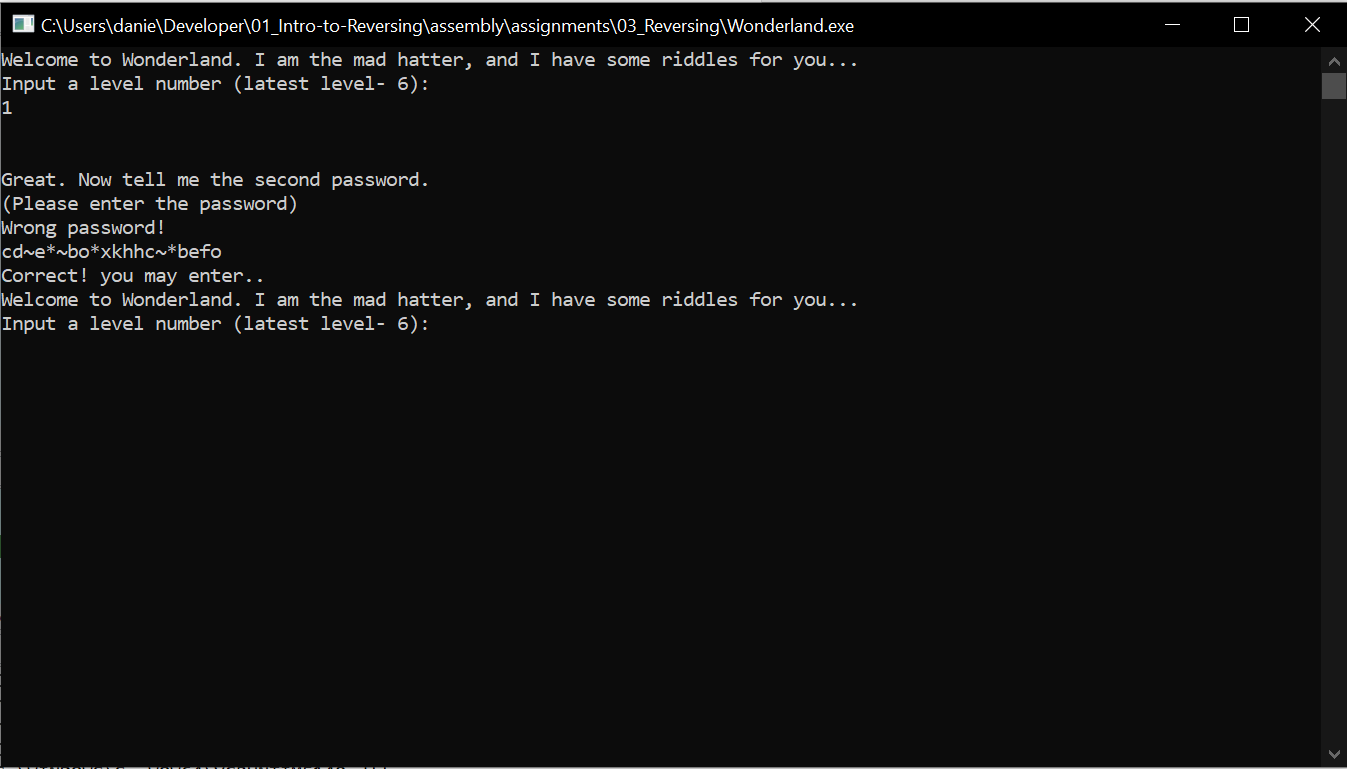 C:\Users\danie\Developer\01_Intro-to-Reversing\assembly\assignments\03_Reversing\Wonderland.exe
Welcome to Wonderland. I am the mad hatter, and I have some riddles for you...
Input a level number (latest level- 6):
1
Great. Now tell me the second password.
(Please enter the password)
Wrong password!
cd~e*~bo*xkhhc~*befo
Correct! you may enter..
Welcome to Wonderland. I am the mad hatter, and I have some riddles for you...
Input a level number (latest level- 6):